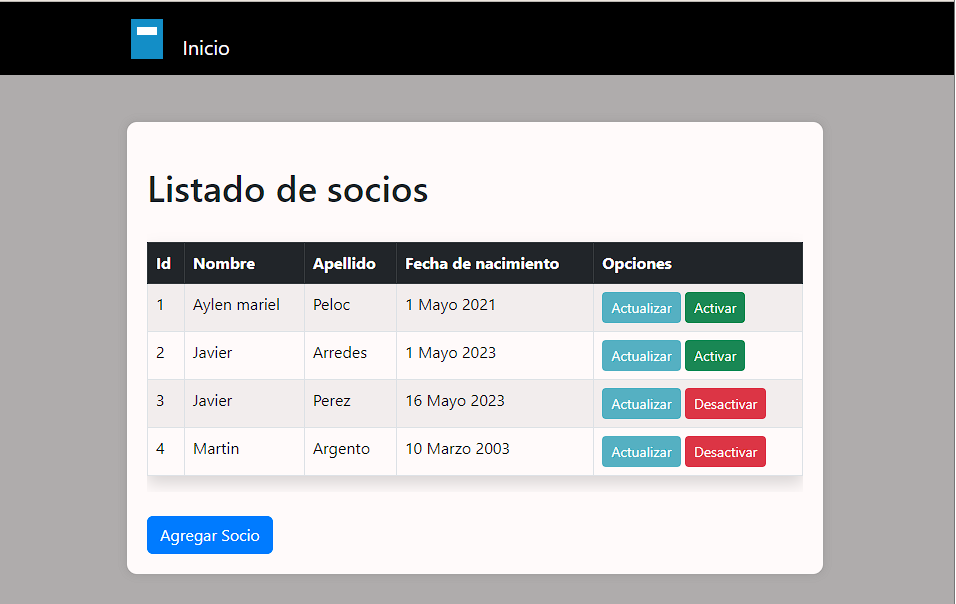 Inicio
Listado de socios
Id Nombre Apellido Fecha de nacimiento Opciones
1 Aylen mariel Peloc 1 Mayo 2021 Actualizar Activar
2 Javier Arredes 1 Mayo 2023 Actualizar Activar
3 Javier Perez 16 Mayo 2023 Actualizar Desactivar
4 Martin Argento 10 Marzo 2003 Actualizar Desactivar
Agregar Socio